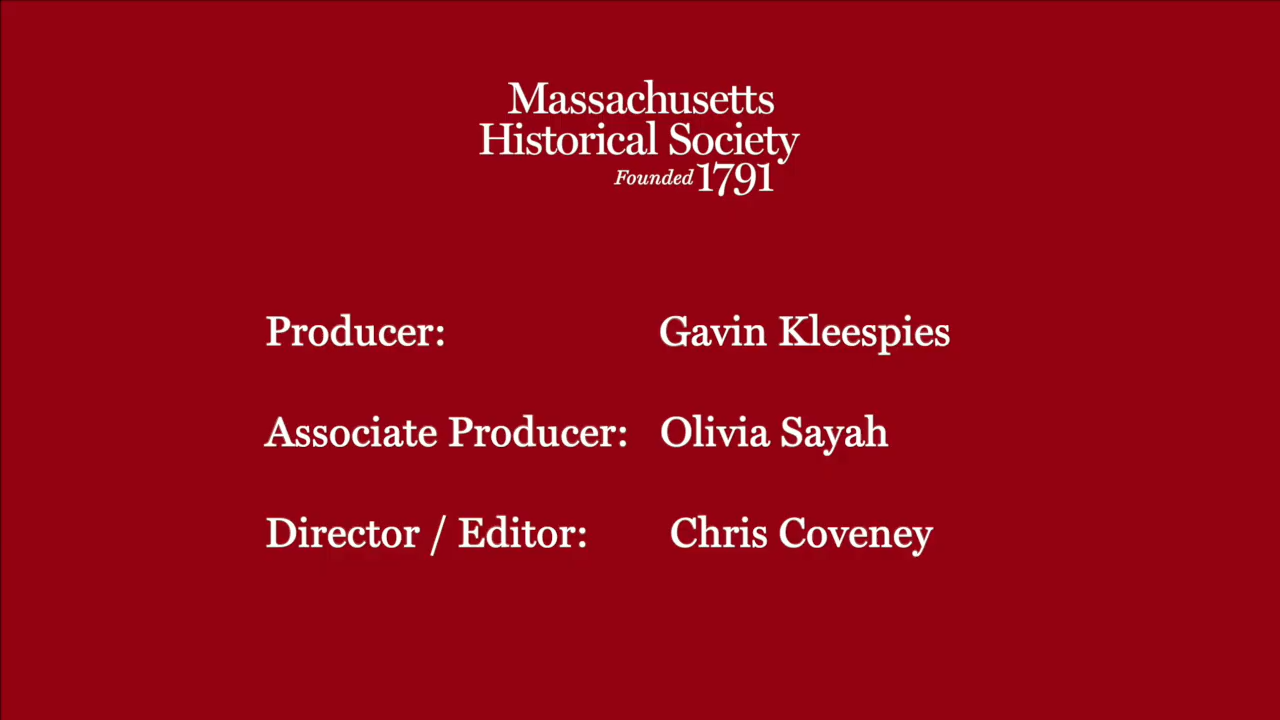 Massachusetts
Historical Society
Founded 1791
Producer: Gavin Kleespies
Associate Producer: Olivia Sayah
Director / Editor: Chris Coveney